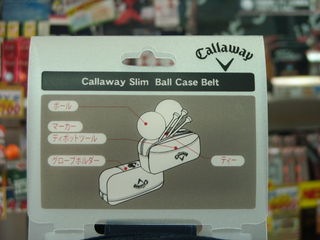 Callaway
Callaway Slim Ball Case Belt
ボール
マーカー
ディボットツール
グローブホルダー
ティー